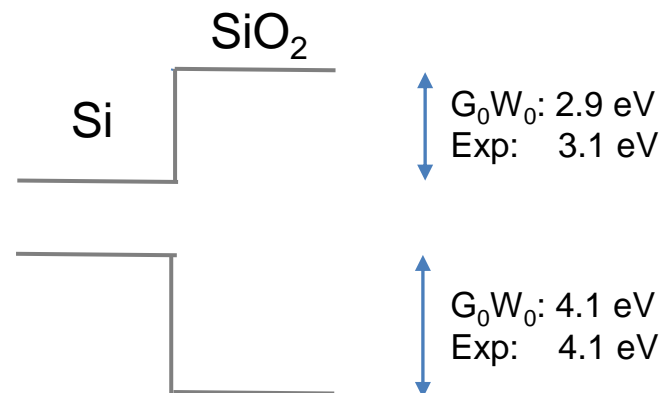 SiO₂
Si
G₀W₀: 2.9 eV
Exp: 3.1 eV
G₀W₀: 4.1 eV
Exp: 4.1 eV